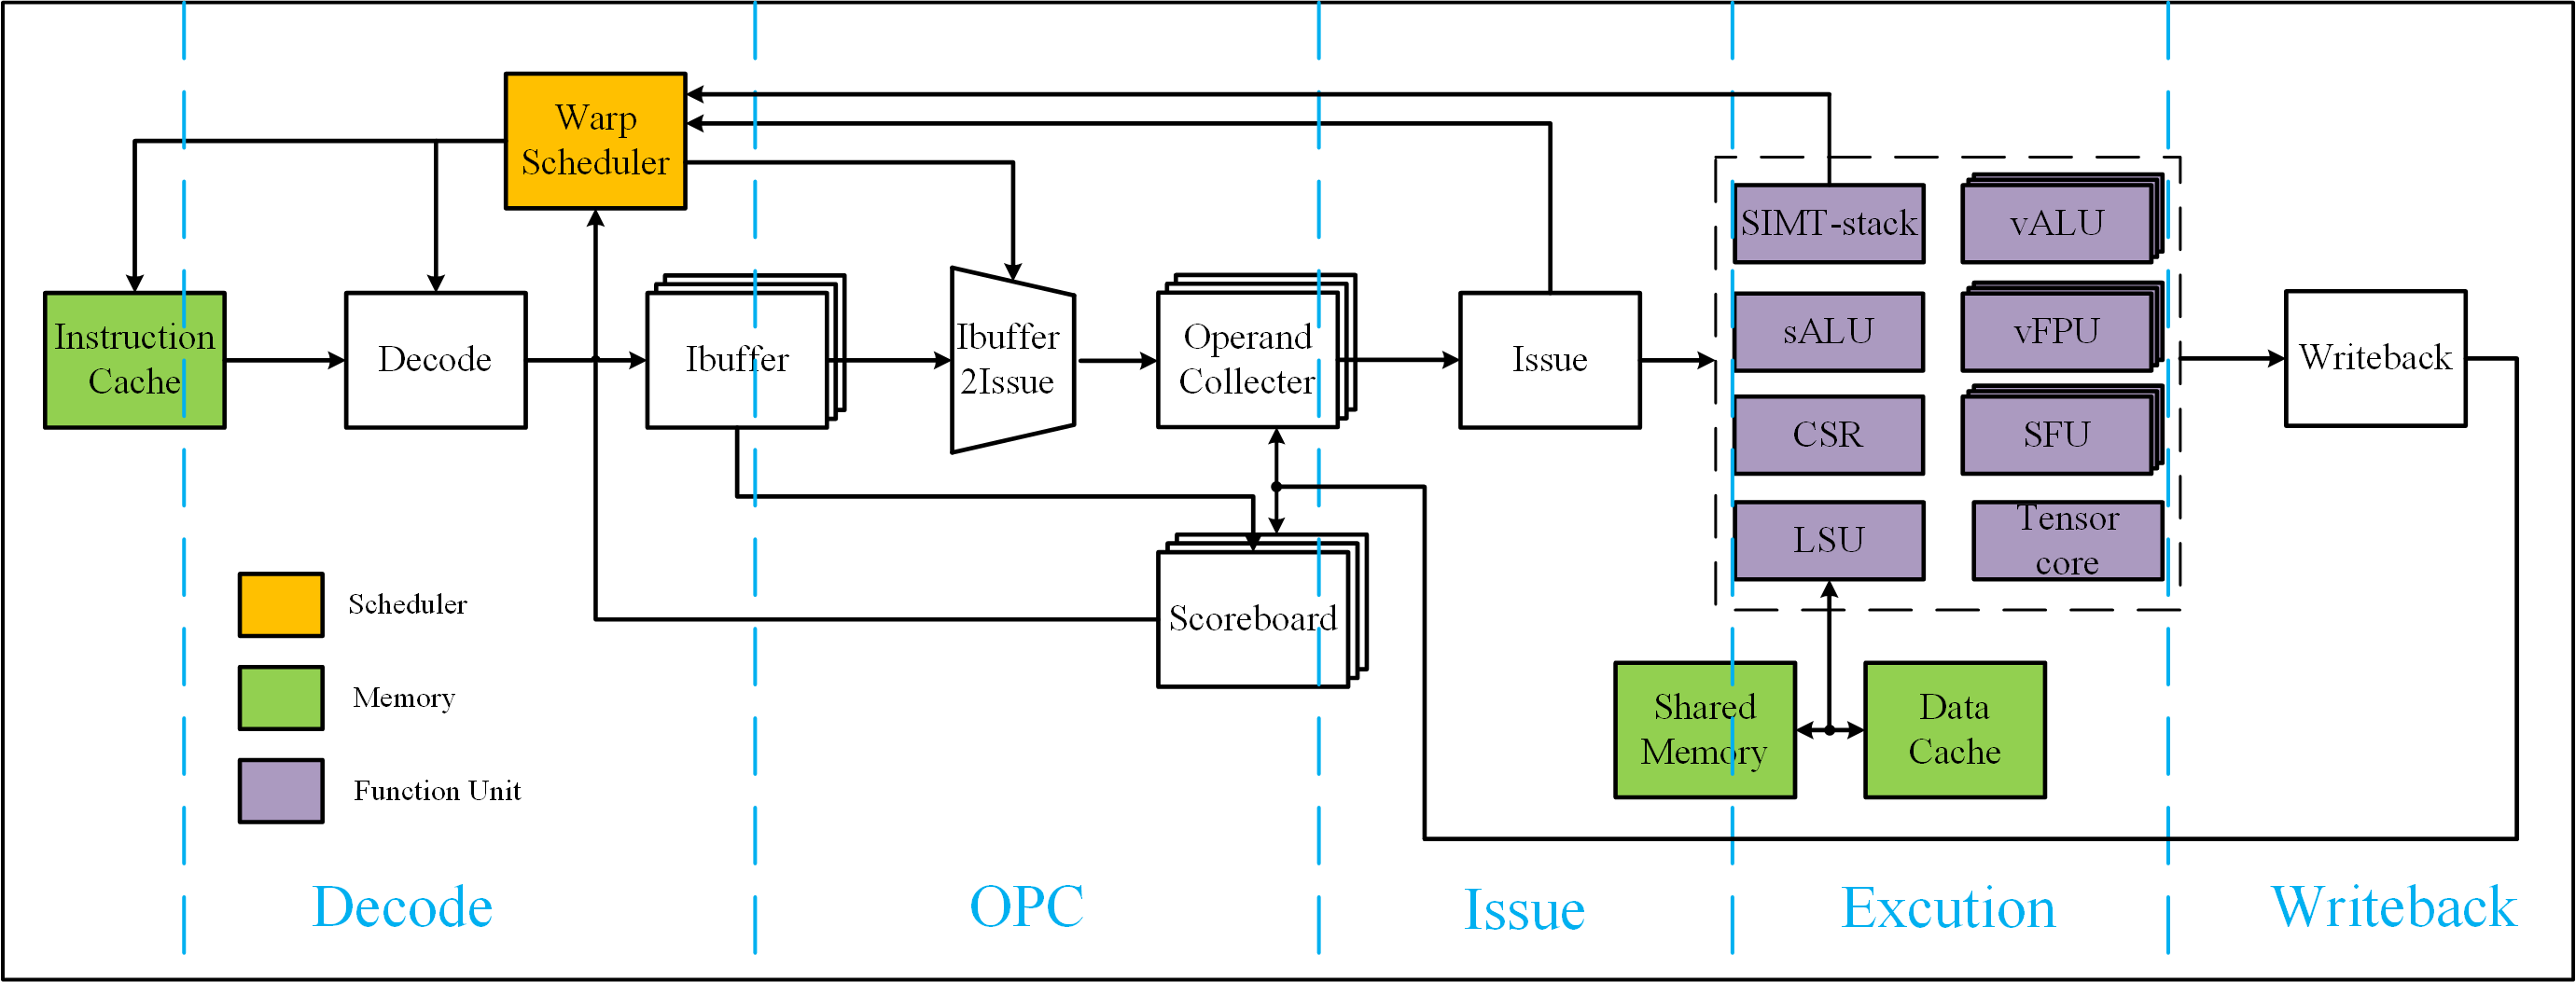 Warp
Scheduler
Instruction
Cache
Decode
Ibuffer
Ibuffer
2Issue
Operand
Collecter
Issue
SIMT-stack
vALU
sALU
vFPU
CSR
SFU
LSU
Tensor
core
Writeback
Scoreboard
Shared
Memory
Data
Cache
Scheduler
Memory
Function Unit
Decode
OPC
Issue
Excution
Writeback